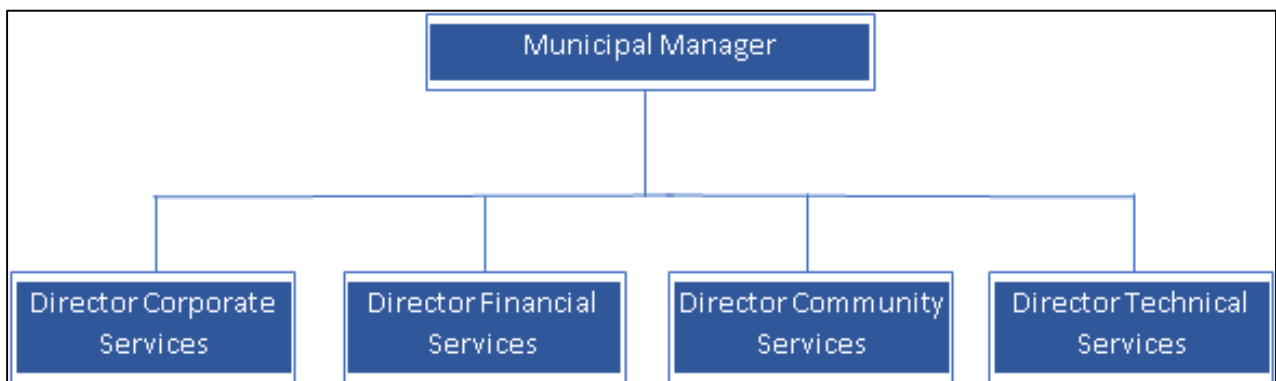 Municipal Manager
Director Corporate
Services
Director Financial
Services
Director Community
Services
Director Technical
Services